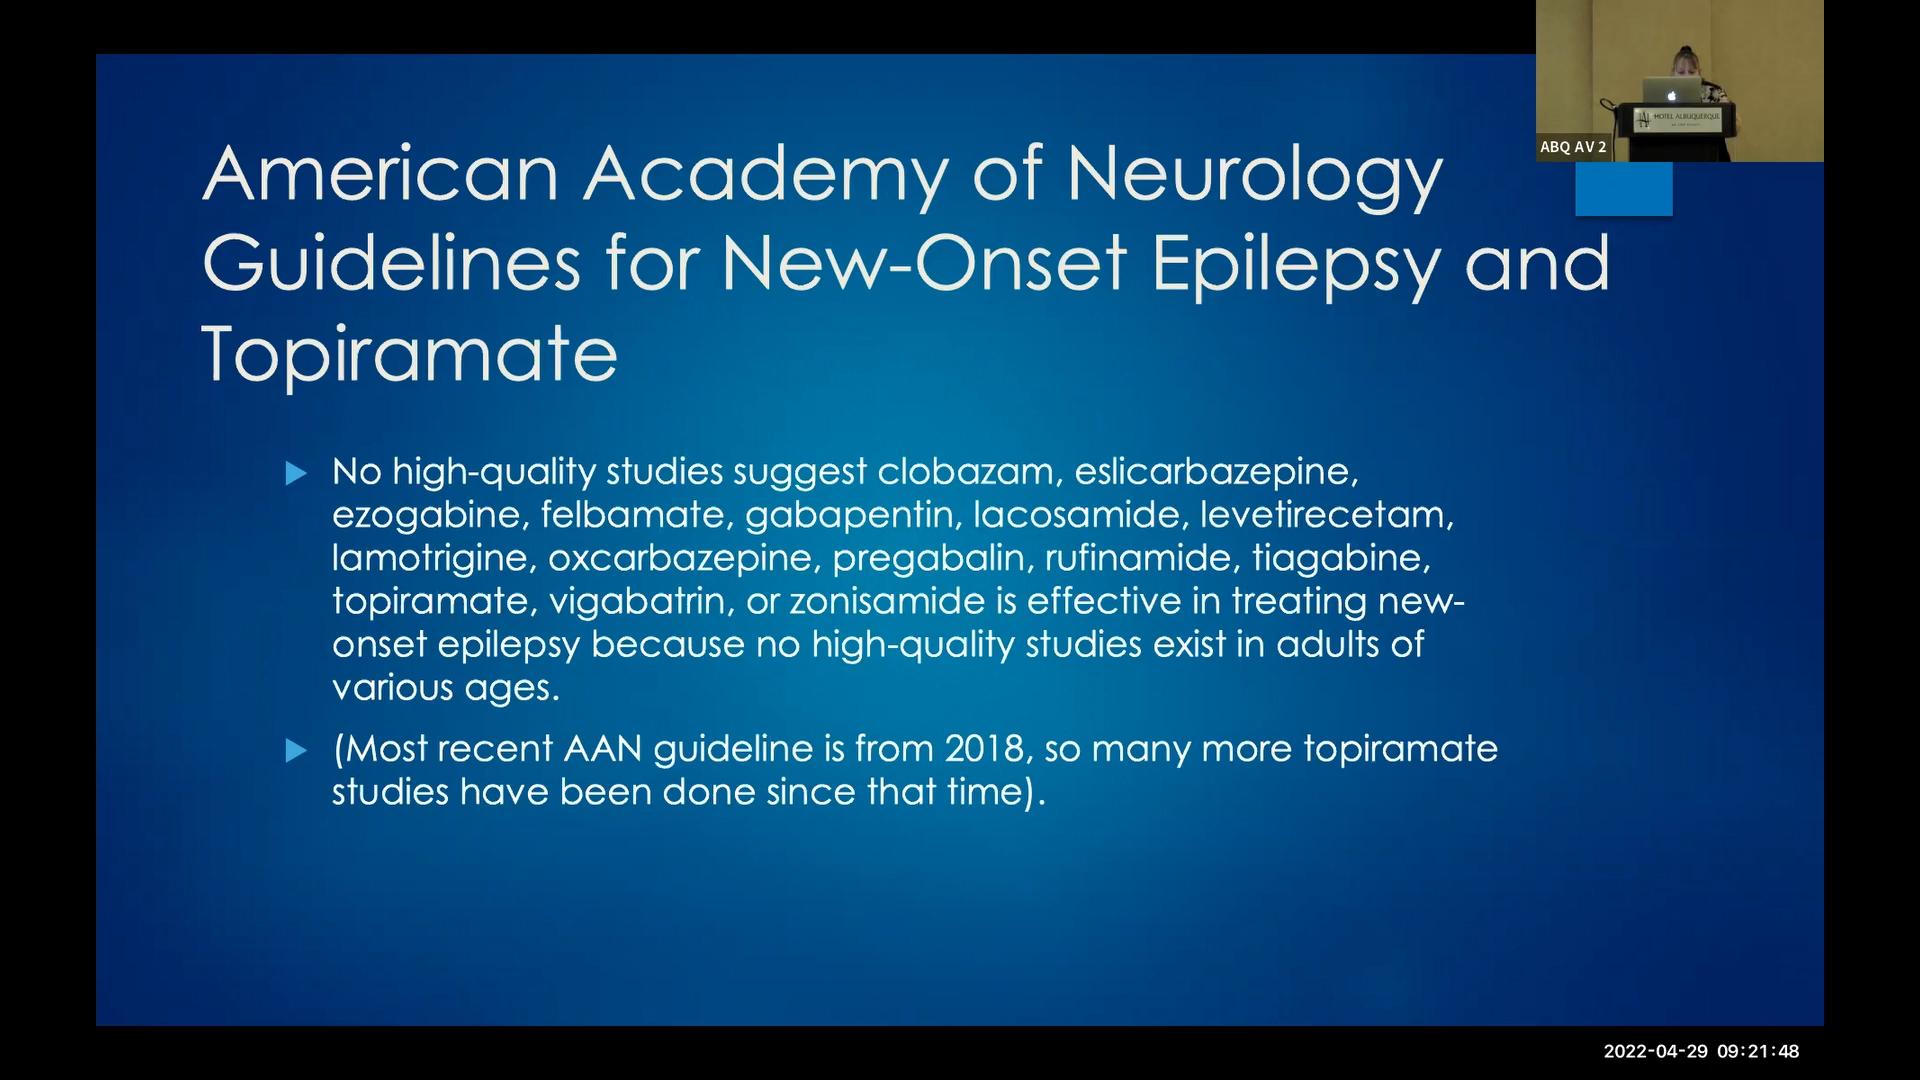 American Academy of Neurology
Guidelines for New-Onset Epilepsy and
Topiramate
No high-quality studies suggest clobazam, eslicarbazepine,
ezogabine, felbamate, gabapentin, lacosamide, levetirecetam,
lamotrigine, oxcarbazepine, pregabalin, rufinamide, tiagabine,
topiramate, vigabatrin, or zonisamide is effective in treating new-
onset epilepsy because no high-quality studies exist in adults of
various ages.
(Most recent AAN guideline is from 2018, so many more topiramate
studies have been done since that time).
HOTEL ALBUQUERQUE
ABQ AV 2
2022-04-29 09:21:48